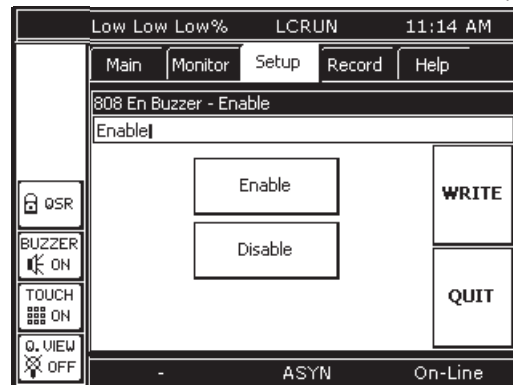 Low Low Low% LCRUN 11:14 AM
Main Monitor Setup Record Help
808 En Buzzer - Enable
Enable
Enable
Disable
WRITE
QUIT
QSR
BUZZER
ON
TOUCH
ON
Q. VIEW
OFF
- ASYN On-Line